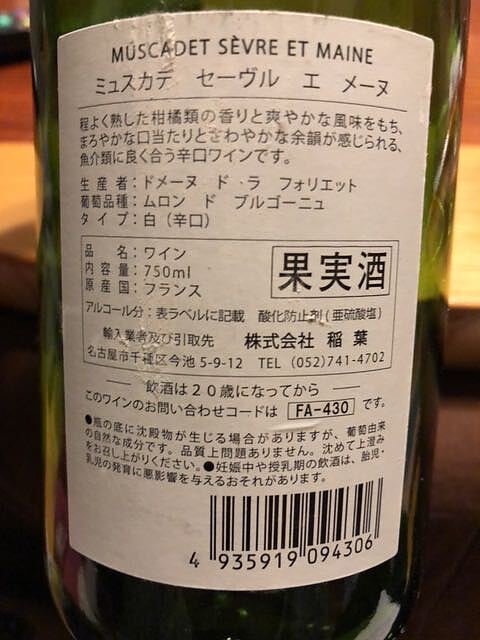 MUSCADET SÈVRE ET MAINE
ミュスカデ セーヴル エ メーヌ
程よく熟した柑橘類の香りと爽やかな風味をもち、
まろやかな口当たりとさわやかな余韻が感じられる、
魚介類に良く合う辛口ワインです。
生産者：ドメーヌ ド ラ フォリエット
葡萄品種：ムロン ド ブルゴーニュ
タイプ：白（辛口）
品名：ワイン
内容量：750ml
原産国：フランス
果実酒
アルコール分：表ラベルに記載 酸化防止剤(亜硫酸塩)
輸入業者及び引取先 株式会社 稲葉
名古屋市千種区今池 5-9-12 TEL (052)741-4702
飲酒は２０歳になってから
このワインのお問い合わせコードは FA-430 です。
●瓶の底に沈殿物が生じる場合がありますが、葡萄由来
の自然な成分です。品質上問題ありません。沈めて上澄み
をお召し上がりください。●妊娠中や授乳期の飲酒は、胎児・
乳児の発育に悪影響を与えるおそれがあります。
4 935919 094306